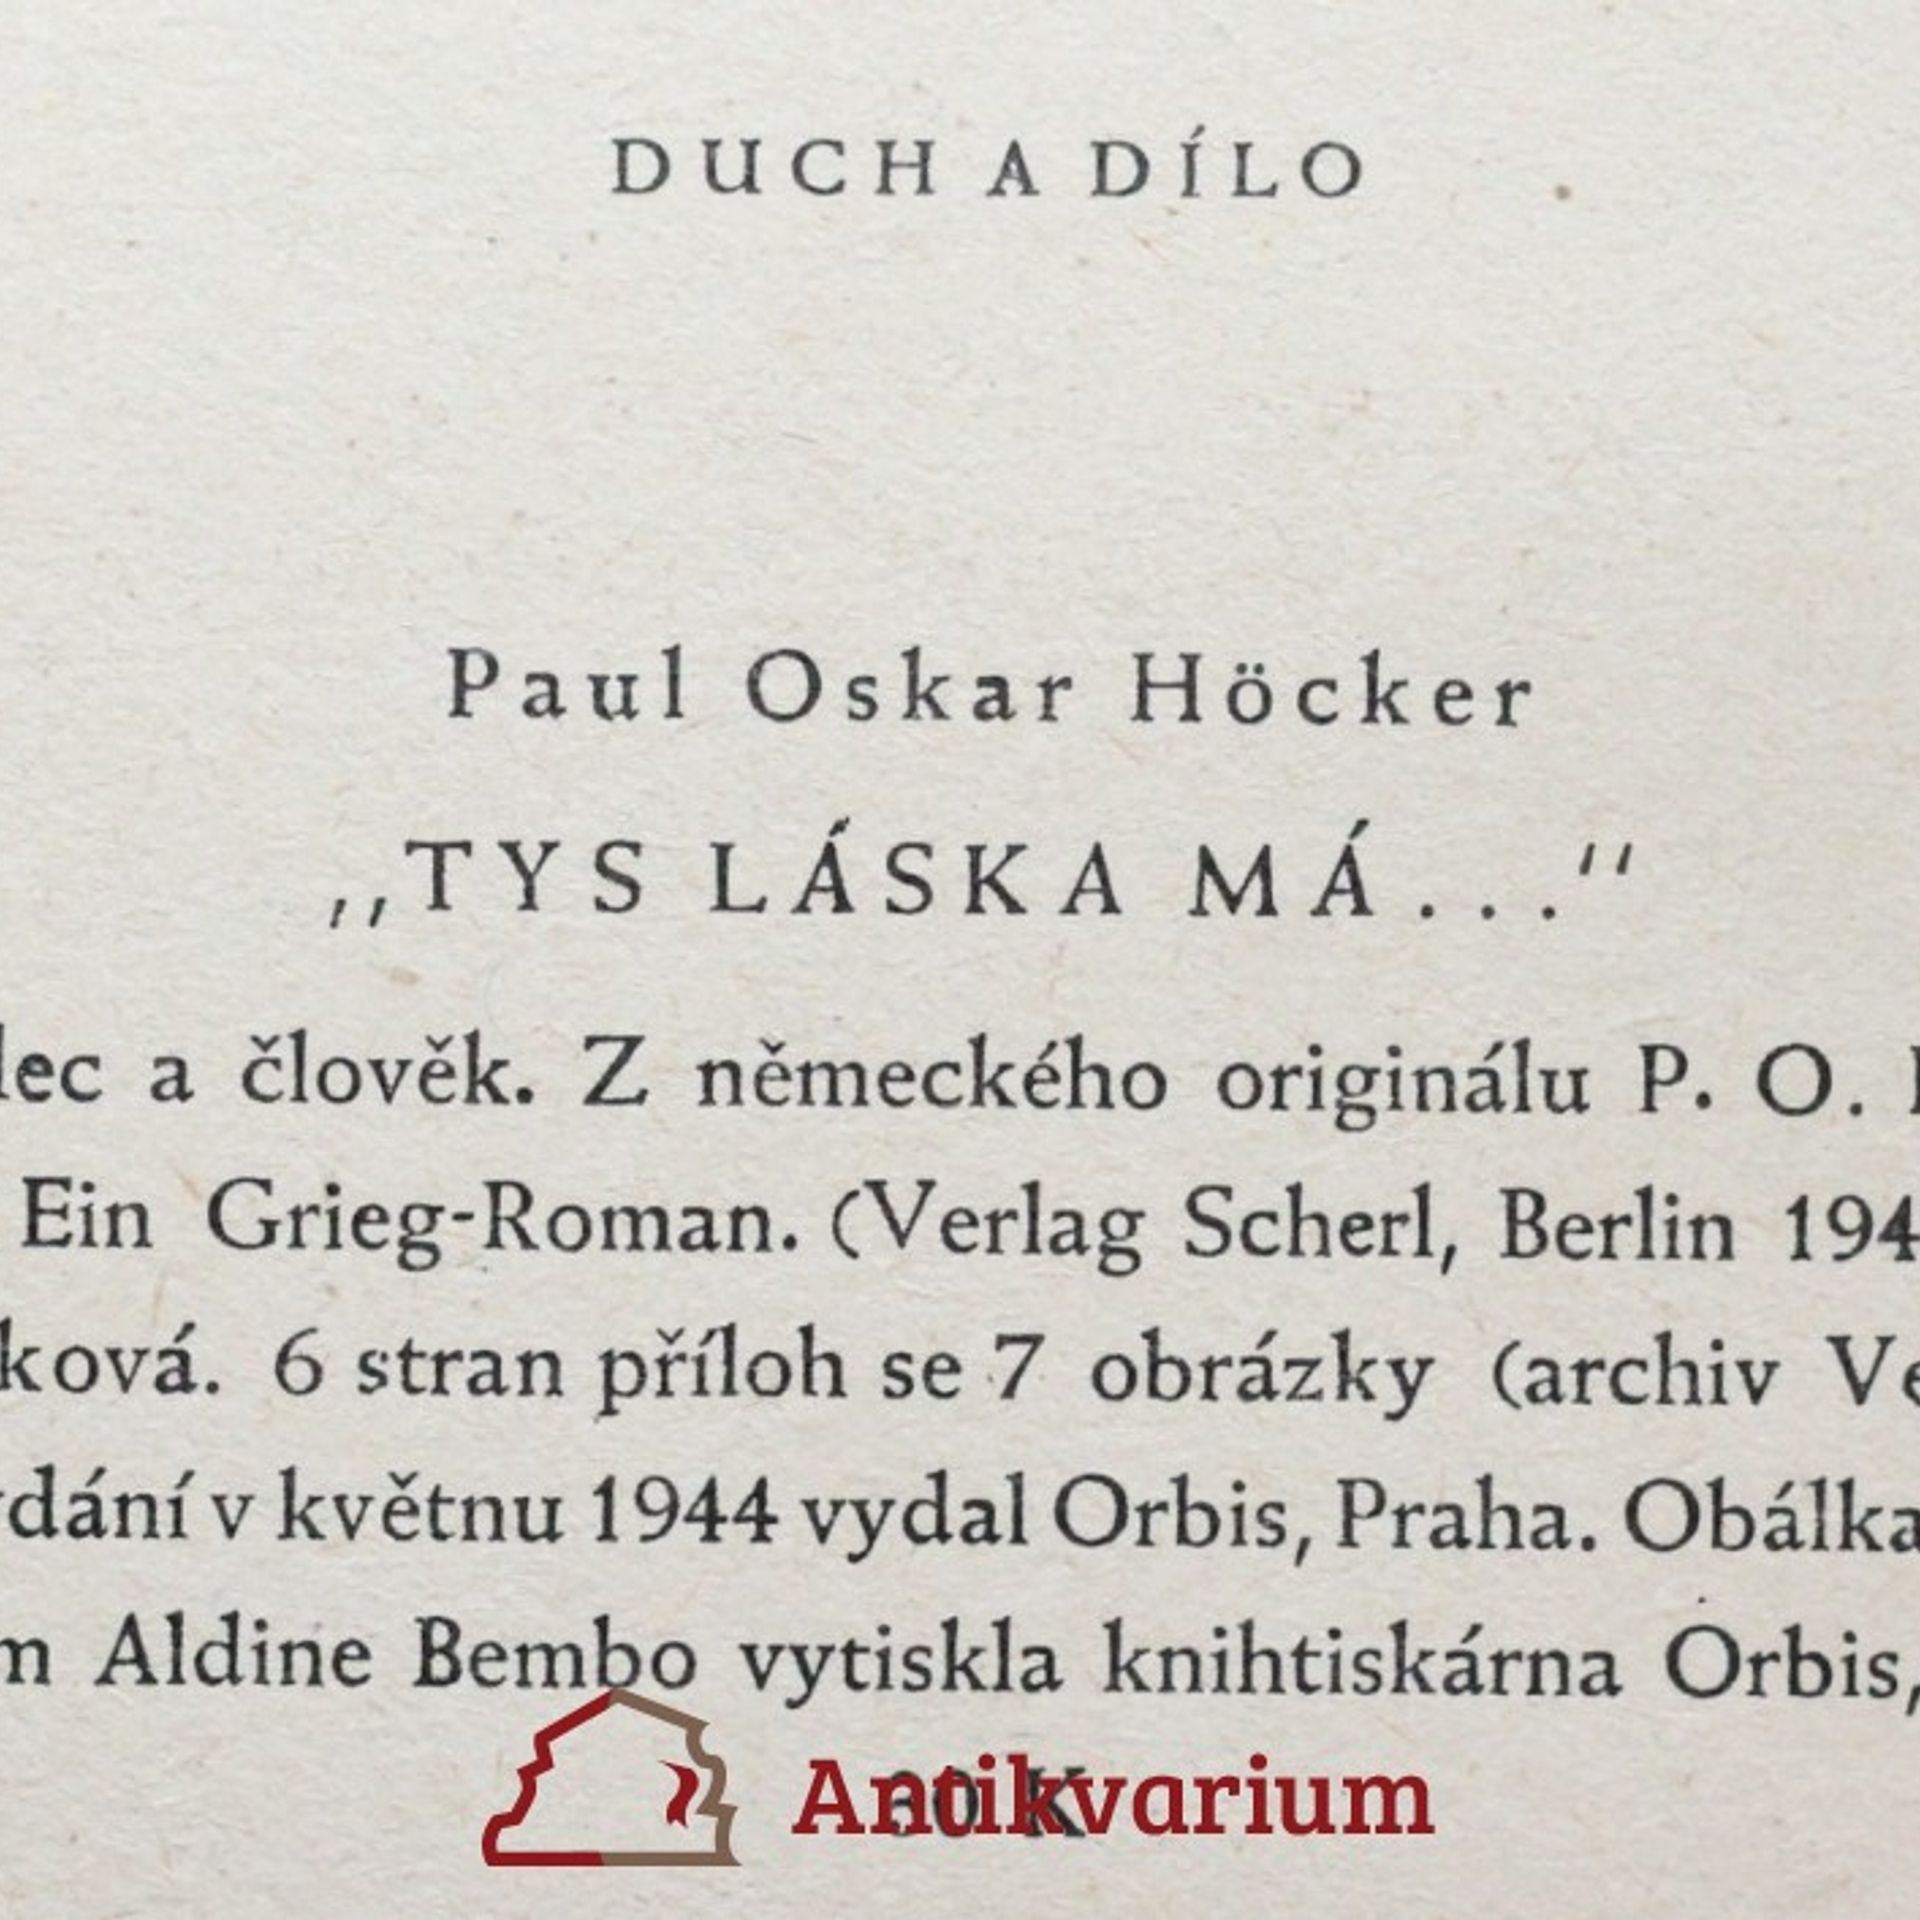 DUCH A DÍLO
Paul Oskar Höcker
,,TYS LÁSKA MÁ..."
lec a člověk. Z německého originálu P. O.
Ein Grieg-Roman. (Verlag Scherl, Berlin 194
ková. 6 stran příloh se 7 obrázky (archiv Ve
dání v květnu 1944 vydal Orbis, Praha. Obálka
m Aldine Bembo vytiskla knihtiskárna Orbis,
Antikvarium